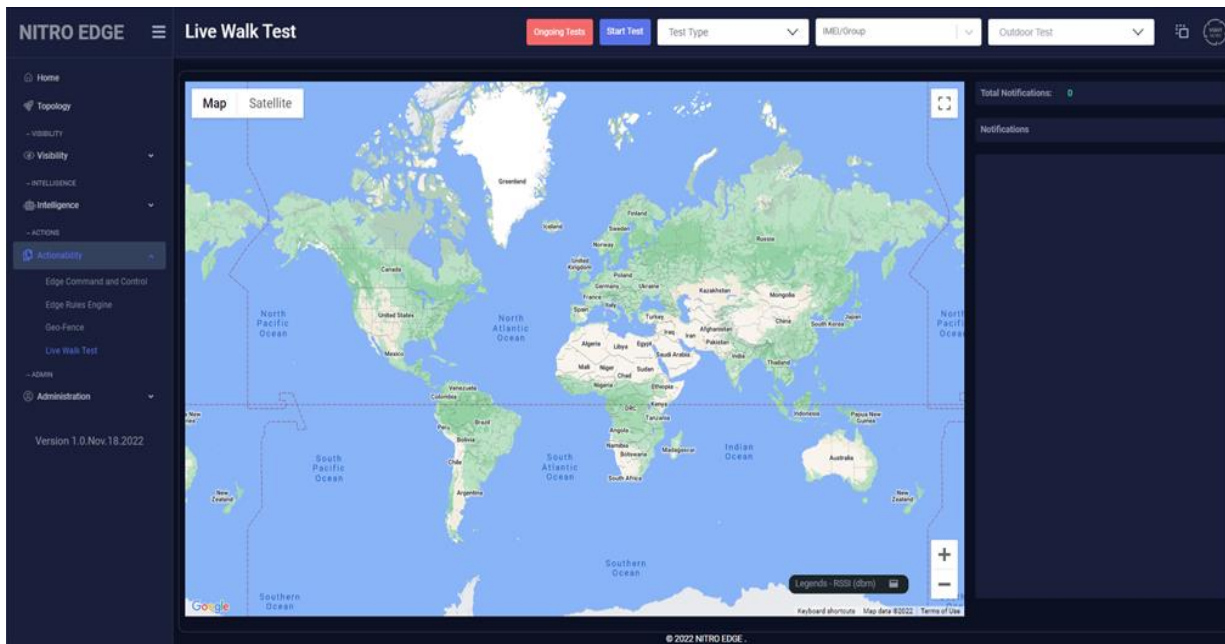 NITRO EDGE
Live Walk Test
Ongoing Tests
Start Test
Test Type
IMEI/Group
Outdoor Test
Home
Topology
– VISIBILITY
Visibility
– INTELLIGENCE
Intelligence
– ACTIONS
Actionability
Edge Command and Control
Edge Rules Engine
Geo-Fence
Live Walk Test
– ADMIN
Administration
Version 1.0.Nov.18.2022
Map
Satellite
Greenland
Iceland
Finland
Sweden
Norway
Russia
United
Kingdom
Poland
Germany
Ukraine
France
Italy
Spain
Kazakhstan
Mongolia
Turkey
China
South Korea
Japan
Canada
United States
Mexico
North
Pacific
Ocean
North
Atlantic
Ocean
North
Pacific
Ocean
Iraq
Iran
Afghanistan
Pakistan
Algeria
Libya
Egypt
Saudi Arabia
India
Thailand
Mali
Niger
Chad
Sudan
Nigeria
Ethiopia
Venezuela
Colombia
Kenya
DRC
Tanzania
Indonesia
Papua New
Guinea
Peru
Brazil
Bolivia
Angola
Namibia
Botswana
Madagascar
South Africa
Chile
Argentina
South
Pacific
Ocean
South
Atlantic
Ocean
Indian
Ocean
Australia
New
Zealand
New
Zealand
Southern
Ocean
Southern
Ocean
Legends - RSSI (dbm)
Google
Keyboard shortcuts
Map data ©2022
Terms of Use
Total Notifications: 0
Notifications
© 2022 NITRO EDGE .